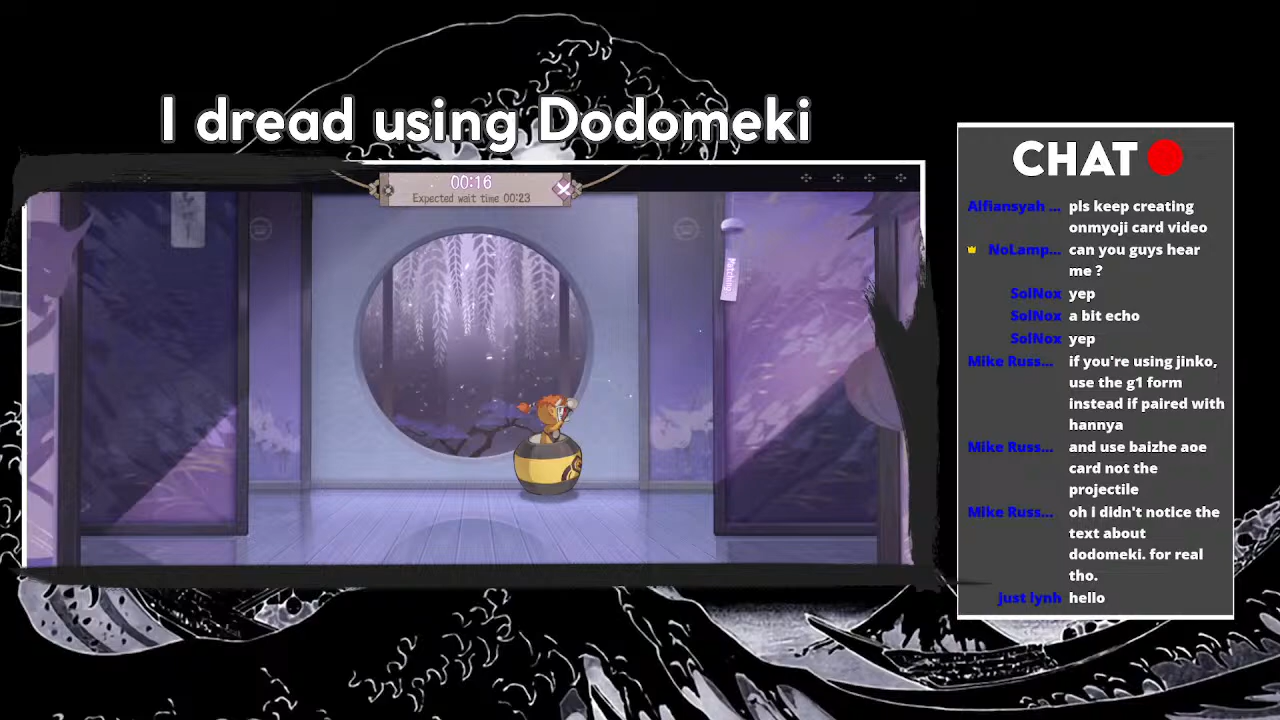 I dread using Dodomeki
00:16
Expected wait time 00:23
Matching
CHAT
Alfiansyah ... pls keep creating
onmyoji card video
NoLamp... can you guys hear
me ?
SolNox yep
SolNox a bit echo
SolNox yep
Mike Russ... if you're using jinko,
use the g1 form
instead if paired with
hannya
Mike Russ... and use baizhe aoe
card not the
projectile
Mike Russ... oh I didn't notice the
text about
dodomeki. for real
tho.
just lynh hello